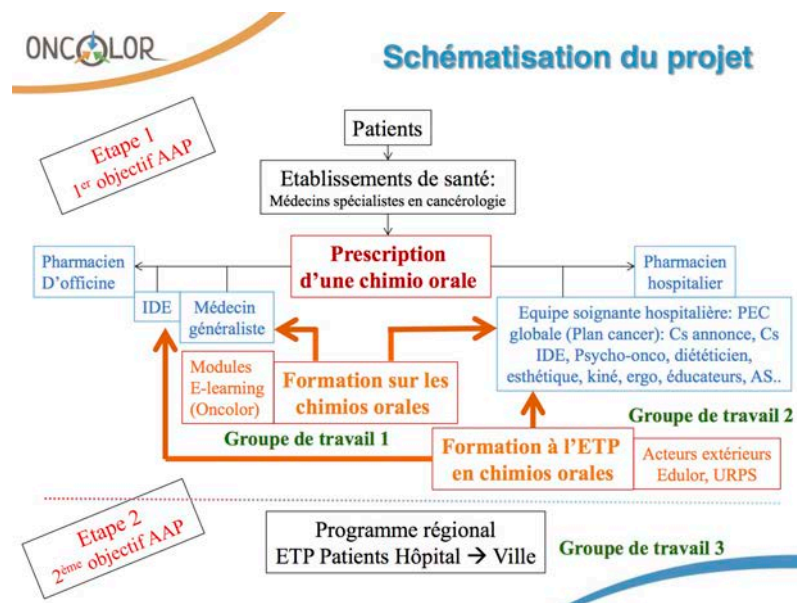 ONCOLOR
Schématisation du projet
Etape 1
1er objectif AAP
Patients
Etablissements de santé:
Médecins spécialistes en cancérologie
Prescription
d'une chimio orale
Pharmacien
D'officine
IDE
Médecin
généraliste
Pharmacien
hospitalier
Equipe soignante hospitalière: PEC
globale (Plan cancer): Cs annonce, Cs
IDE, Psycho-onco, diététicien,
esthétique, kiné, ergo, éducateurs, AS..
Modules
E-learning
(Oncolor)
Formation sur les
chimios orales
Groupe de travail 1
Groupe de travail 2
Formation à l'ETP
en chimios orales
Acteurs extérieurs
Edulor, URPS
Etape 2
2ème objectif AAP
Programme régional
ETP Patients Hôpital → Ville
Groupe de travail 3